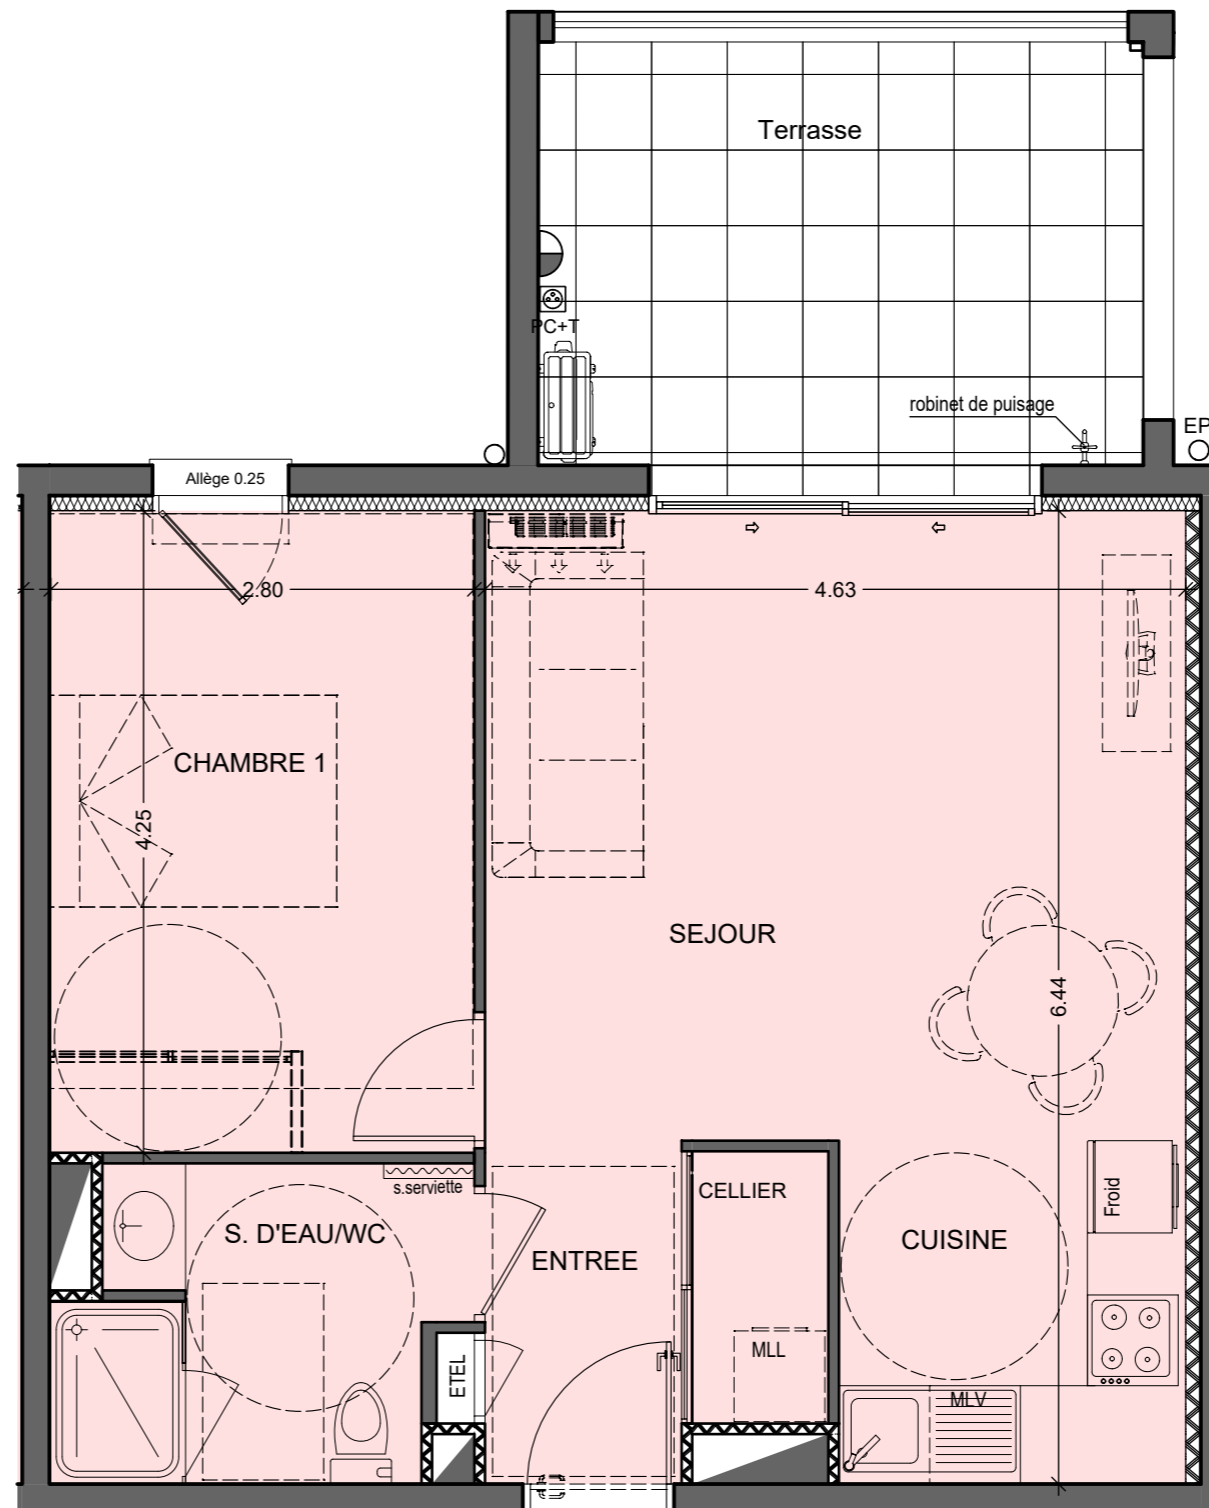 Terrasse
PC+T
robinet de puisage
EP
Allège 0.25
2.80
4.63
CHAMBRE 1
4.25
SEJOUR
6.44
s.serviette
CELLIER
Froid
S. D'EAU/WC
ENTREE
CUISINE
MLL
ETEL
MLV